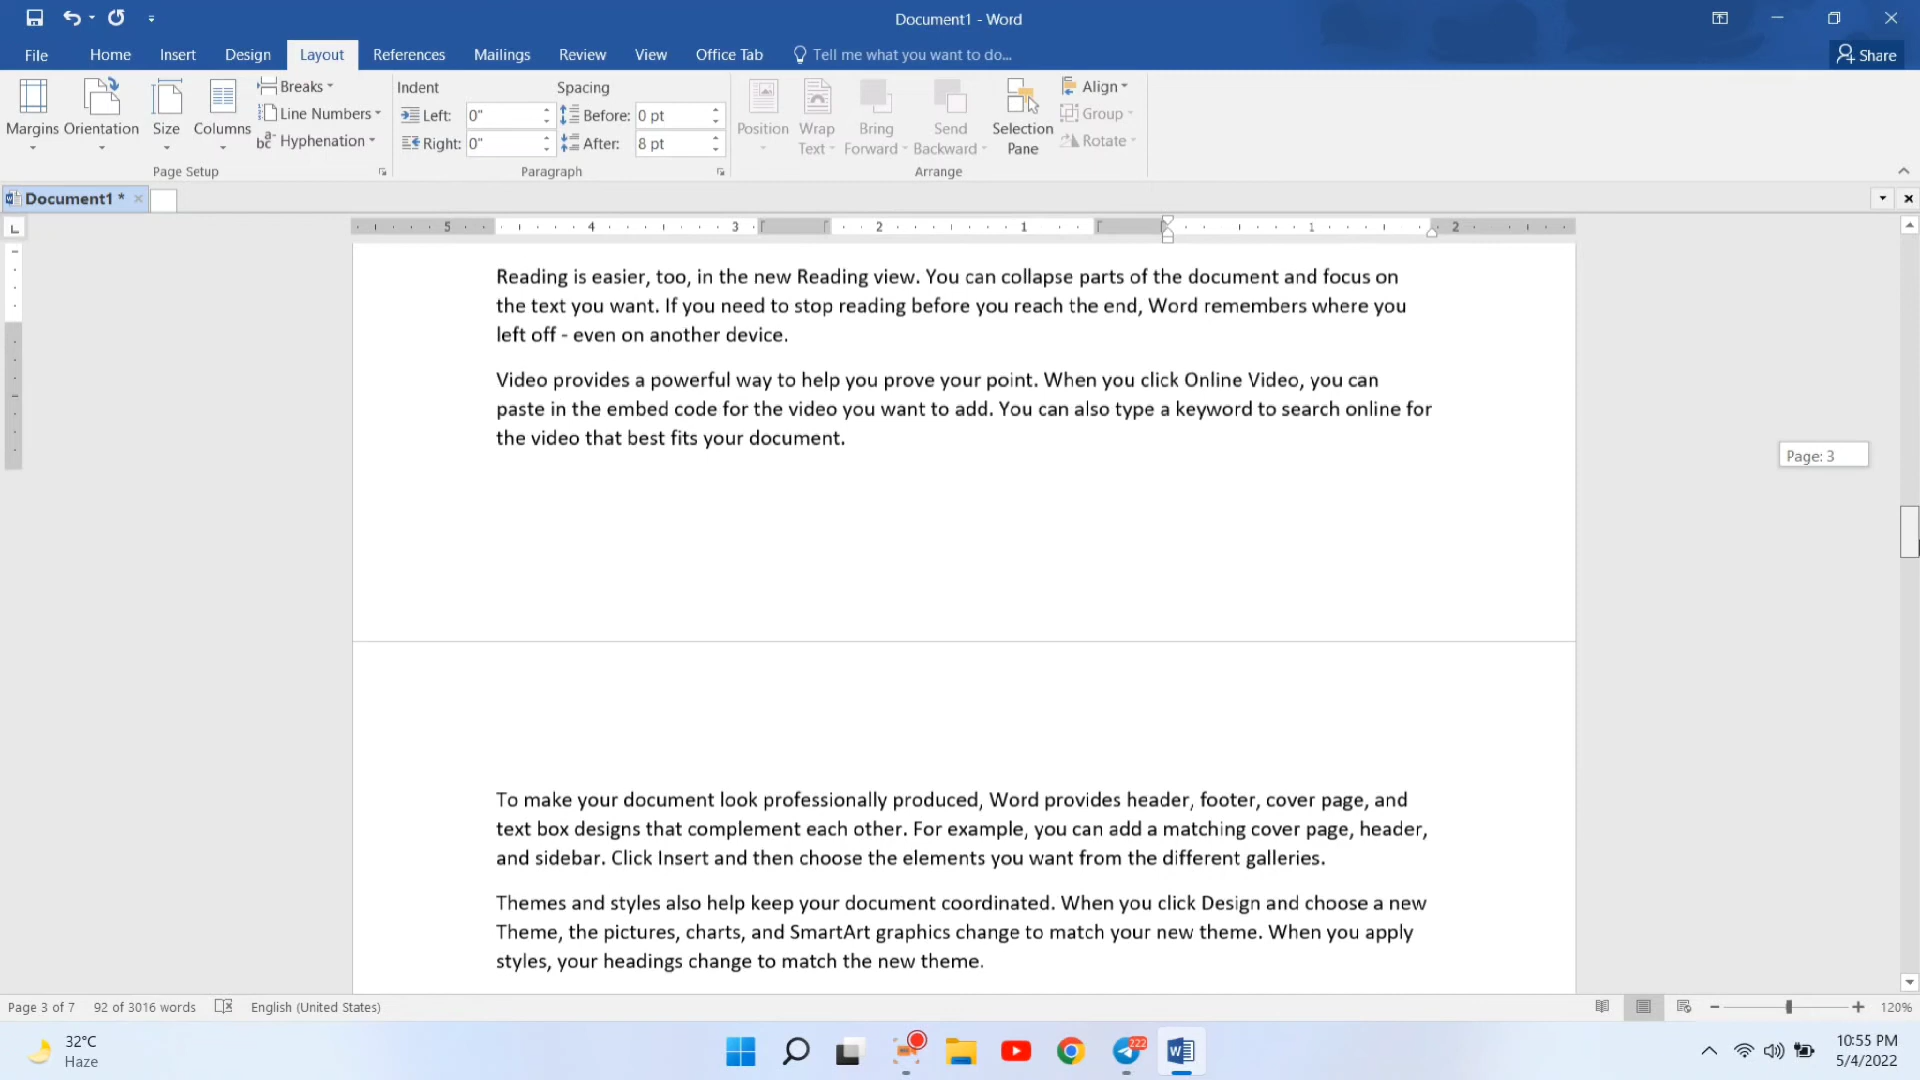 Document1 - Word
File Home Insert Design Layout References Mailings Review View Office Tab Tell me what you want to do... Share
Margins Orientation Size Columns
Breaks
Line Numbers
Hyphenation
Page Setup
Indent Spacing
Left: 0" Before: 0 pt
Right: 0" After: 8 pt
Paragraph
Position Wrap Text Bring Forward Send Backward Selection Pane
Align
Group
Rotate
Arrange
Document1 *
5 4 3 2 1 1 2
Reading is easier, too, in the new Reading view. You can collapse parts of the document and focus on
the text you want. If you need to stop reading before you reach the end, Word remembers where you
left off - even on another device.
Video provides a powerful way to help you prove your point. When you click Online Video, you can
paste in the embed code for the video you want to add. You can also type a keyword to search online for
the video that best fits your document.
Page: 3
To make your document look professionally produced, Word provides header, footer, cover page, and
text box designs that complement each other. For example, you can add a matching cover page, header,
and sidebar. Click Insert and then choose the elements you want from the different galleries.
Themes and styles also help keep your document coordinated. When you click Design and choose a new
Theme, the pictures, charts, and SmartArt graphics change to match your new theme. When you apply
styles, your headings change to match the new theme.
Page 3 of 7 92 of 3016 words English (United States) 120%
32°C
Haze
222
10:55 PM
5/4/2022